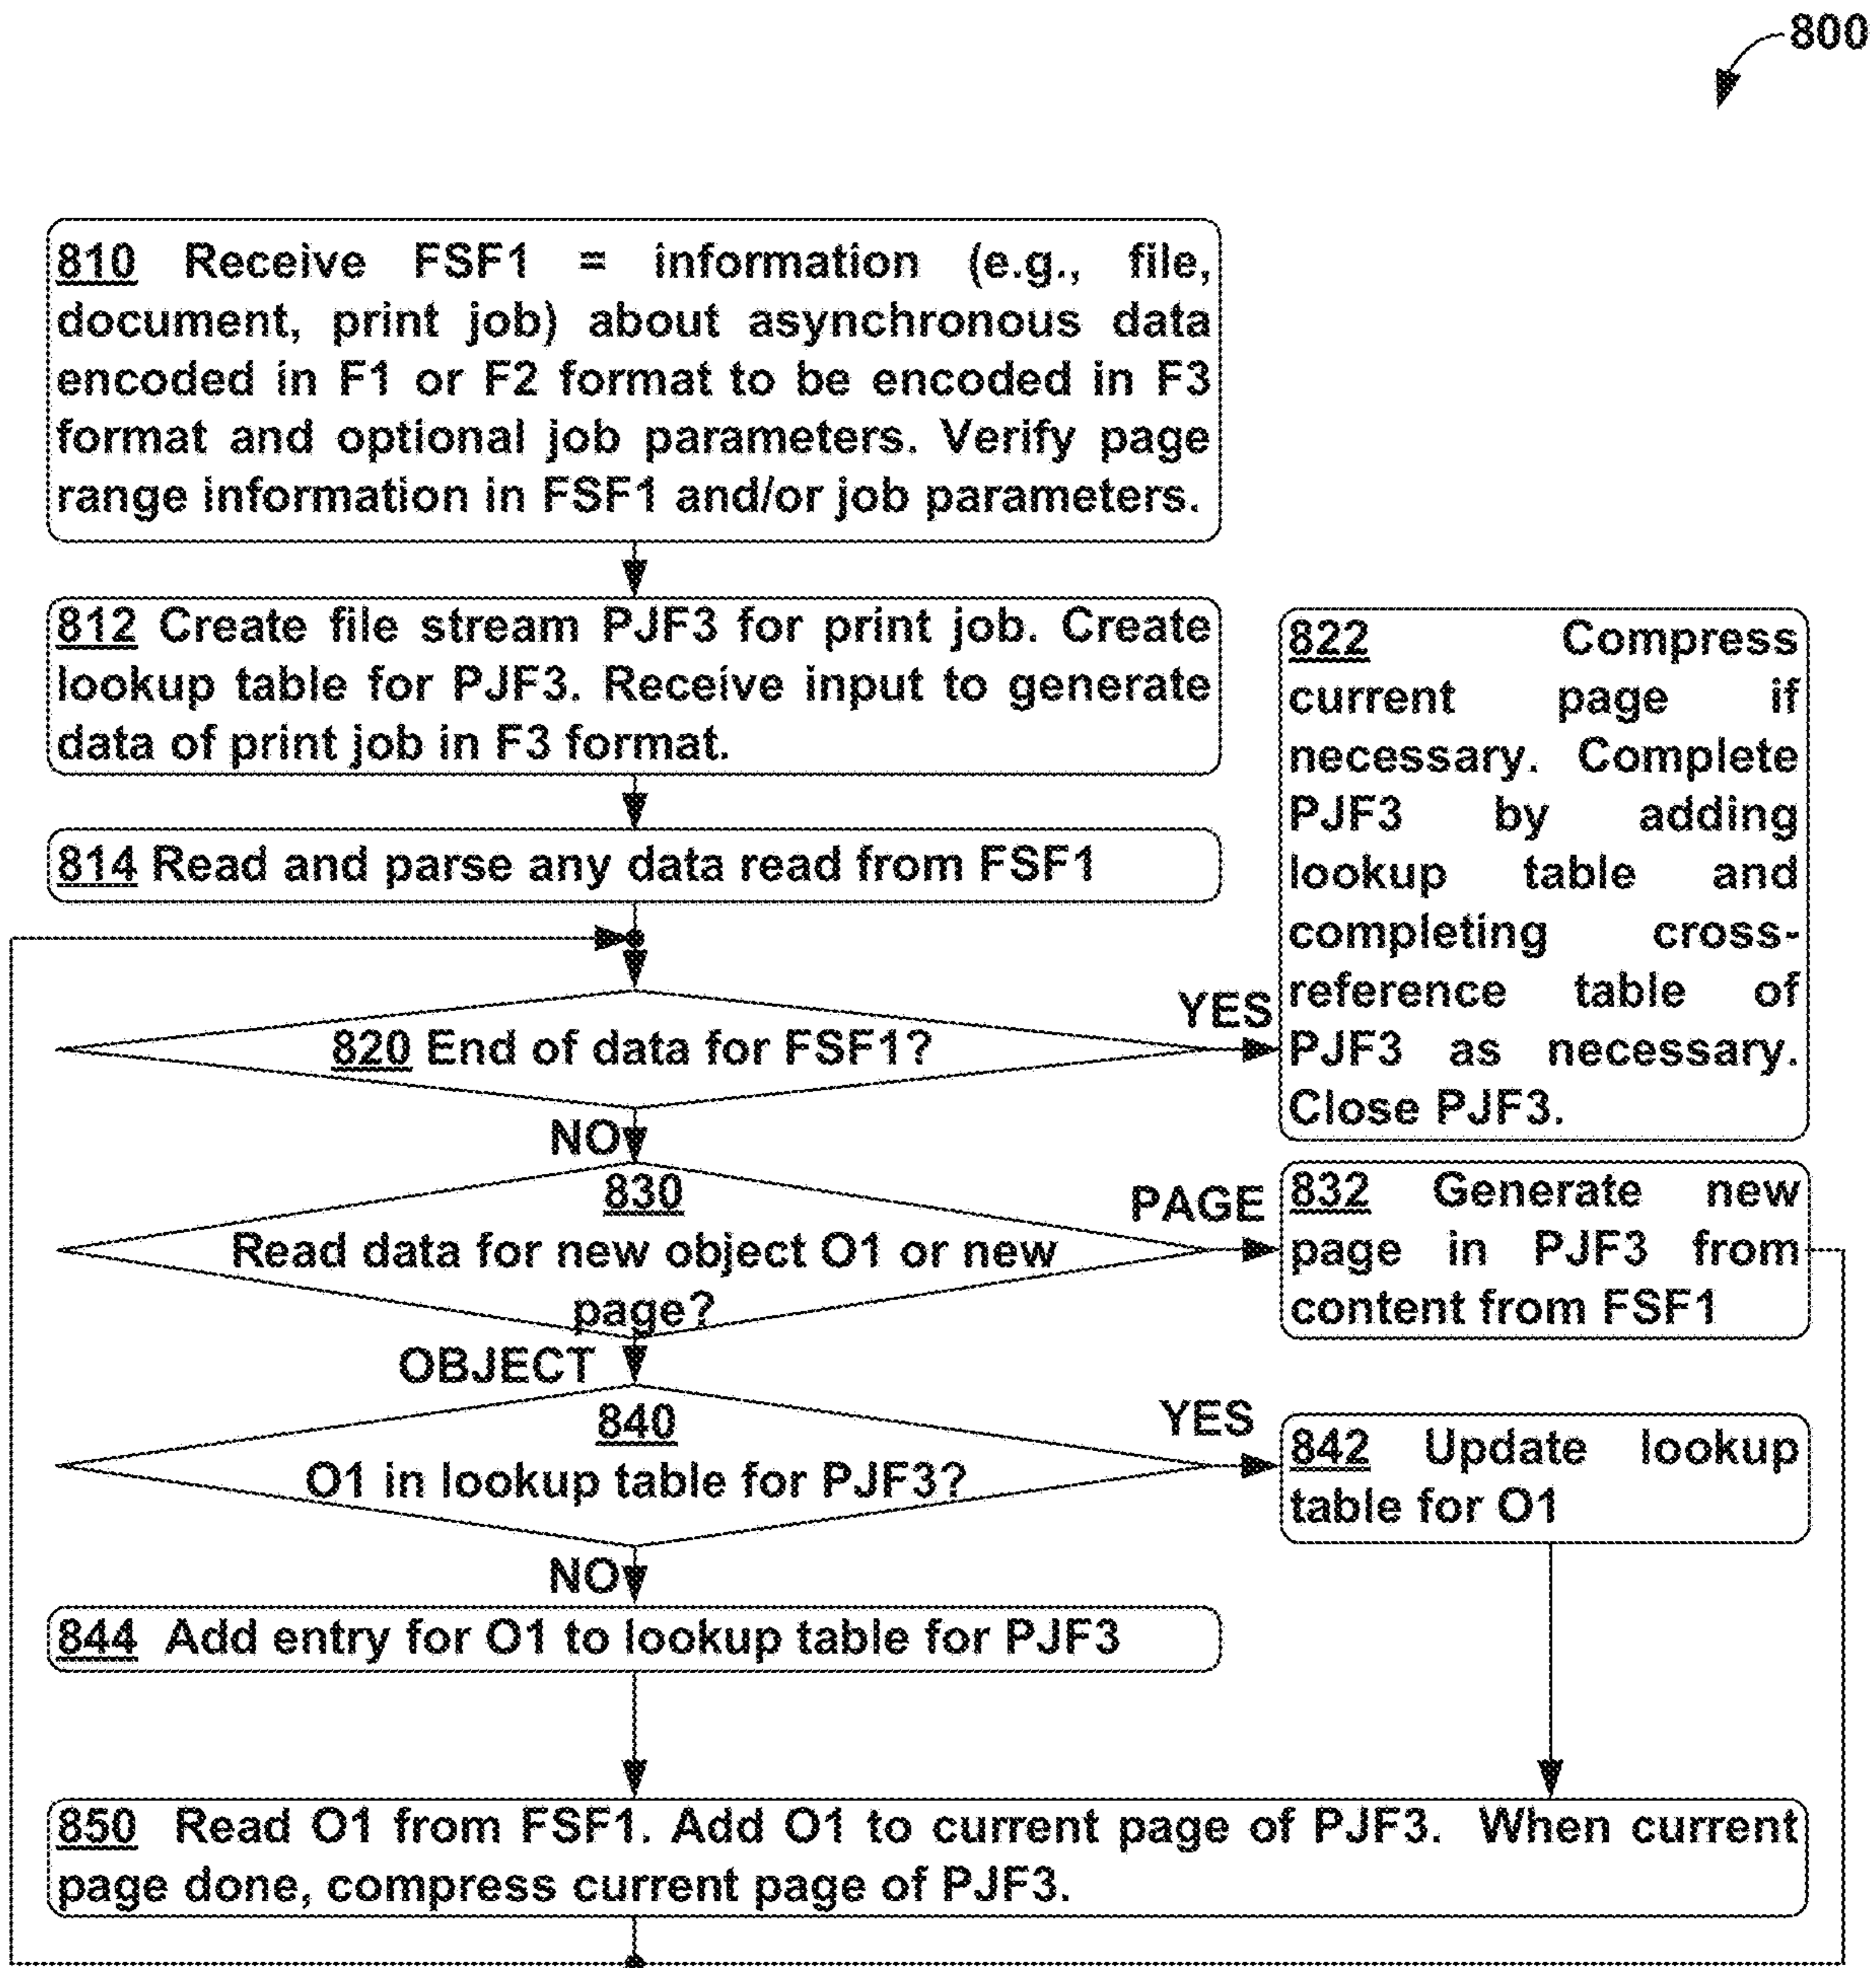 800
810 Receive FSF1 = information (e.g., file,
document, print job) about asynchronous data
encoded in F1 or F2 format to be encoded in F3
format and optional job parameters. Verify page
range information in FSF1 and/or job parameters.
812 Create file stream PJF3 for print job. Create
lookup table for PJF3. Receive input to generate
data of print job in F3 format.
814 Read and parse any data read from FSF1
820 End of data for FSF1?
YES
822 Compress
current page if
necessary. Complete
PJF3 by adding
lookup table and
completing cross-
reference table of
PJF3 as necessary.
Close PJF3.
NO
830
Read data for new object O1 or new
page?
PAGE
832 Generate new
page in PJF3 from
content from FSF1
OBJECT
840
O1 in lookup table for PJF3?
YES
842 Update lookup
table for O1
NO
844 Add entry for O1 to lookup table for PJF3
850 Read O1 from FSF1. Add O1 to current page of PJF3. When current
page done, compress current page of PJF3.